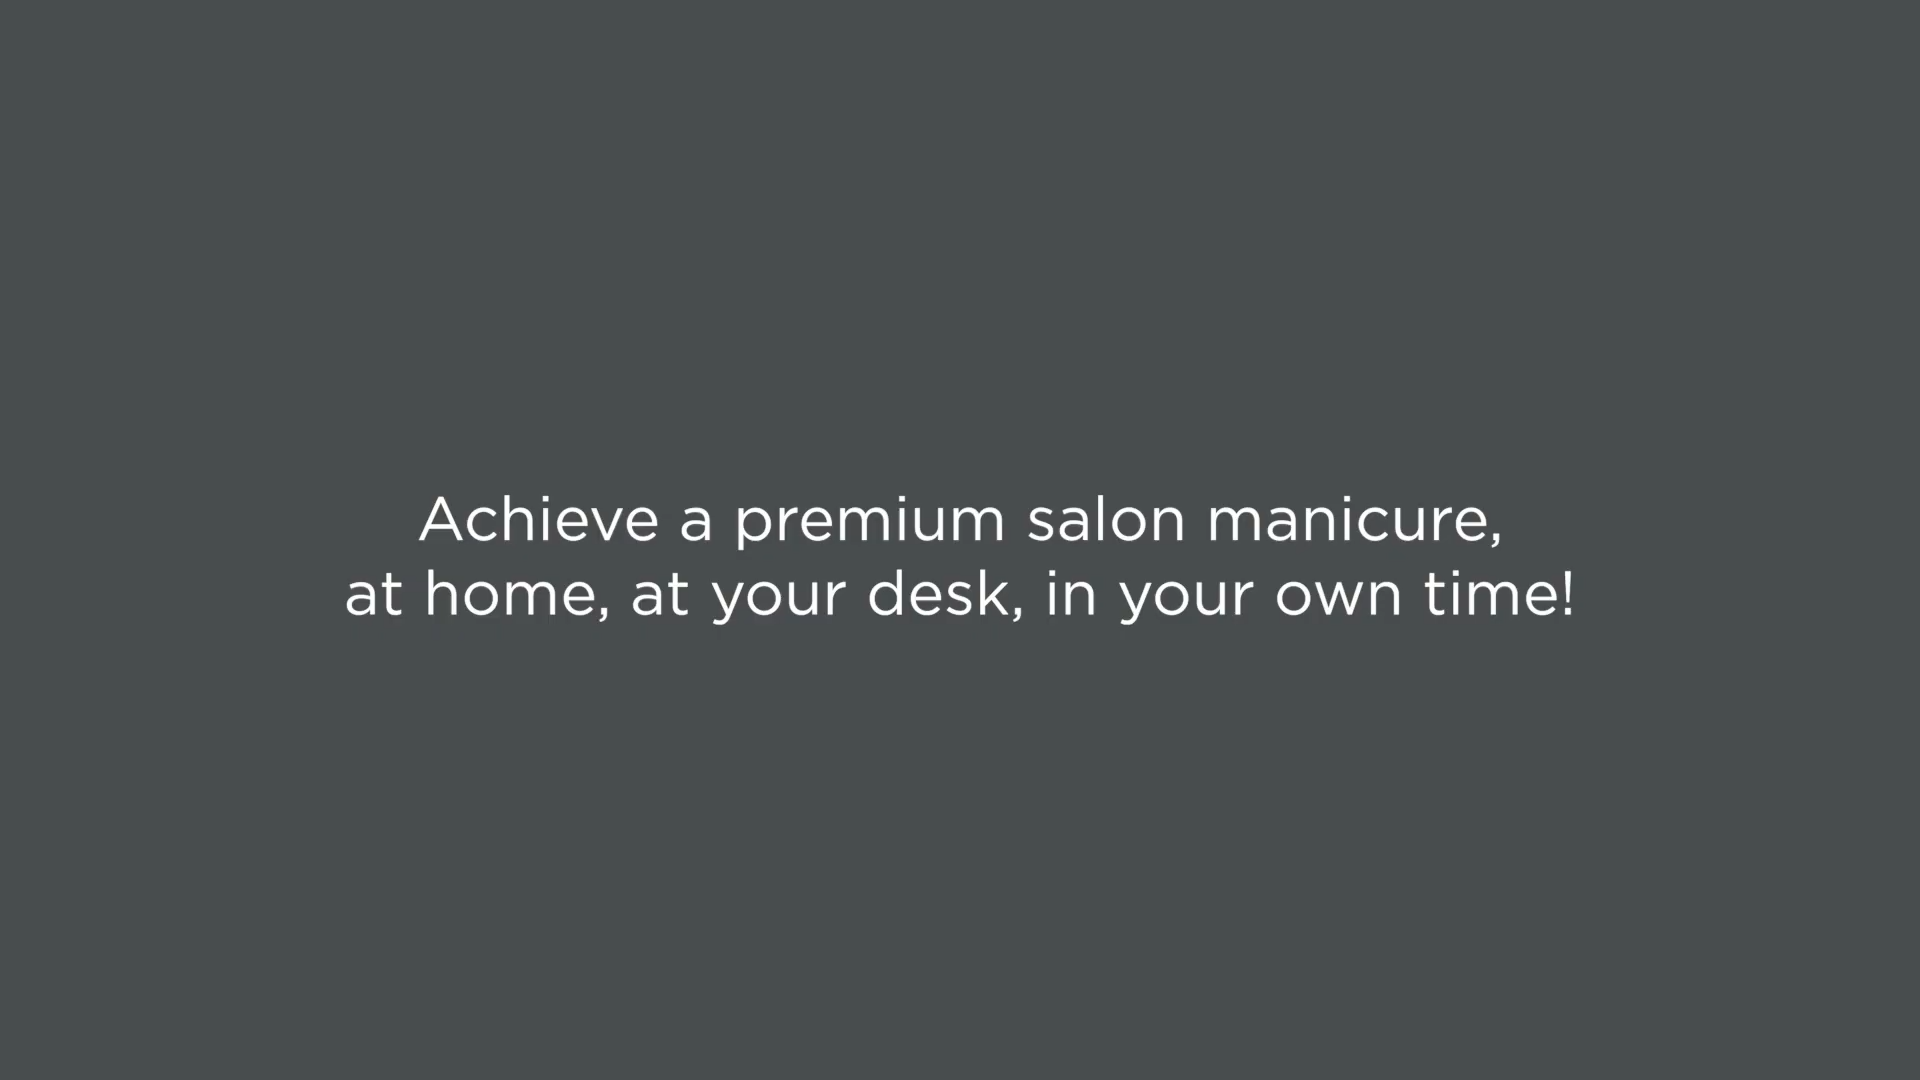 Achieve a premium salon manicure,
at home, at your desk, in your own time!